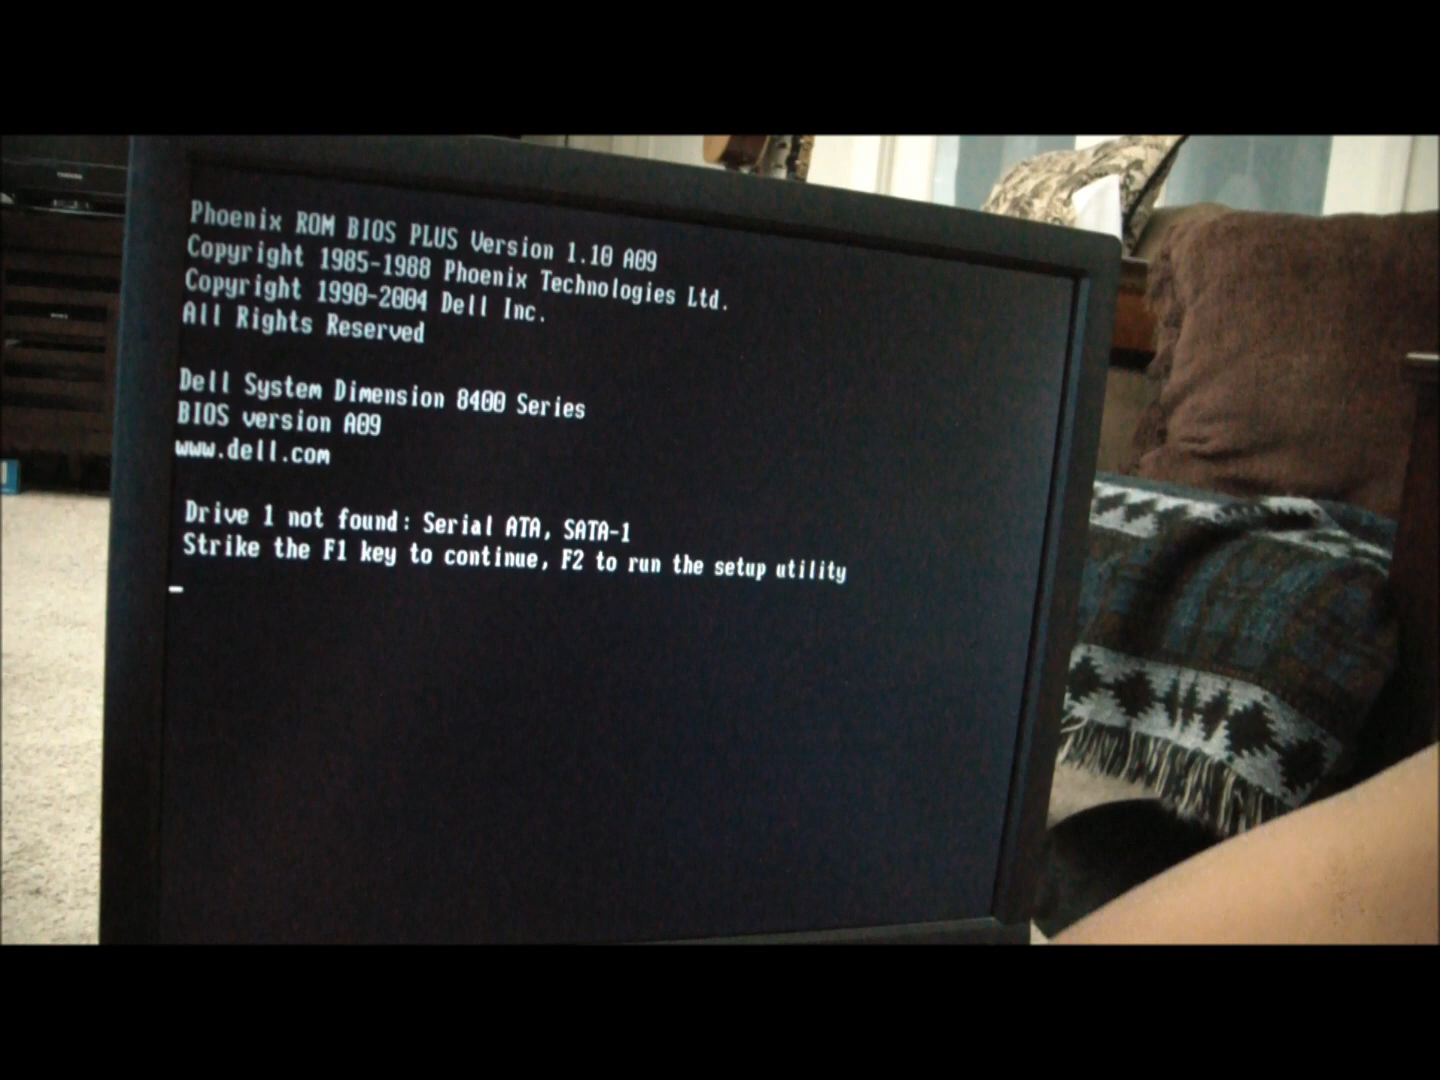 Phoenix ROM BIOS PLUS Version 1.10 A09
Copyright 1985-1988 Phoenix Technologies Ltd.
Copyright 1990-2004 Dell Inc.
All Rights Reserved
Dell System Dimension 8400 Series
BIOS version A09
www.dell.com
Drive 1 not found: Serial ATA, SATA-1
Strike the F1 key to continue, F2 to run the setup utility